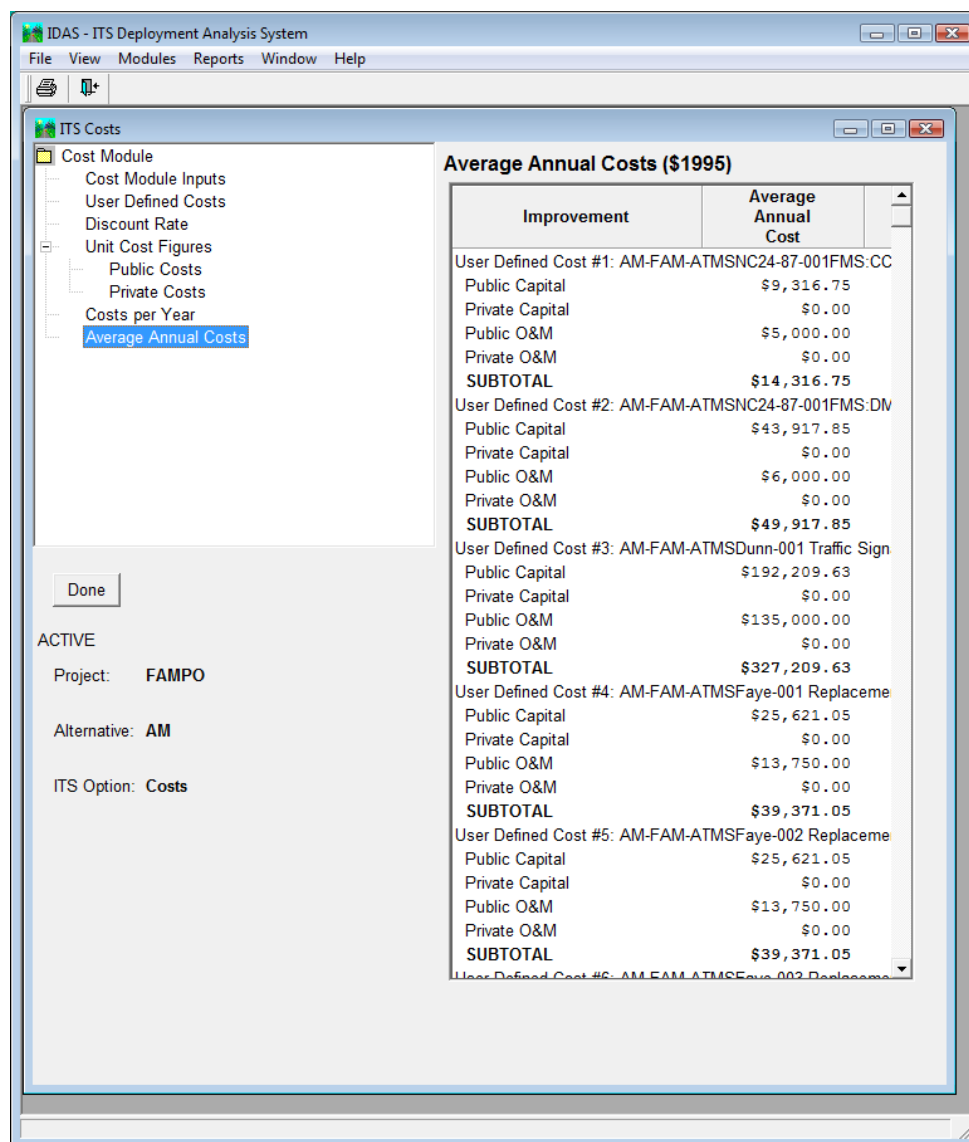 IDAS - ITS Deployment Analysis System
File View Modules Reports Window Help
ITS Costs
Cost Module
Cost Module Inputs
User Defined Costs
Discount Rate
Unit Cost Figures
Public Costs
Private Costs
Costs per Year
Average Annual Costs
Done
ACTIVE
Project: FAMPO
Alternative: AM
ITS Option: Costs
Average Annual Costs ($1995)
Improvement
Average
Annual
Cost
User Defined Cost #1: AM-FAM-ATMSNC24-87-001FMS:CC
Public Capital $9,316.75
Private Capital $0.00
Public O&M $5,000.00
Private O&M $0.00
SUBTOTAL $14,316.75
User Defined Cost #2: AM-FAM-ATMSNC24-87-001FMS:DM
Public Capital $43,917.85
Private Capital $0.00
Public O&M $6,000.00
Private O&M $0.00
SUBTOTAL $49,917.85
User Defined Cost #3: AM-FAM-ATMSDunn-001 Traffic Sign
Public Capital $192,209.63
Private Capital $0.00
Public O&M $135,000.00
Private O&M $0.00
SUBTOTAL $327,209.63
User Defined Cost #4: AM-FAM-ATMSFaye-001 Replaceme
Public Capital $25,621.05
Private Capital $0.00
Public O&M $13,750.00
Private O&M $0.00
SUBTOTAL $39,371.05
User Defined Cost #5: AM-FAM-ATMSFaye-002 Replaceme
Public Capital $25,621.05
Private Capital $0.00
Public O&M $13,750.00
Private O&M $0.00
SUBTOTAL $39,371.05
User Defined Cost #6: AM-FAM-ATMSFaye-003 Replaceme